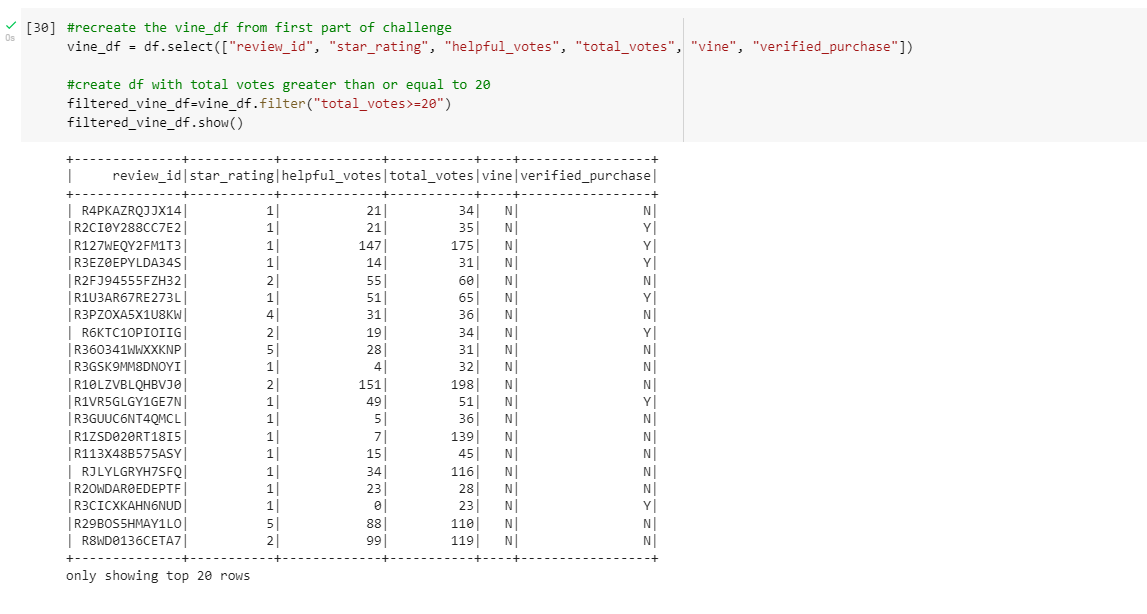 [30] #recreate the vine_df from first part of challenge
0s vine_df = df.select(["review_id", "star_rating", "helpful_votes", "total_votes", "vine", "verified_purchase"])
#create df with total votes greater than or equal to 20
filtered_vine_df=vine_df.filter("total_votes>=20")
filtered_vine_df.show()
+--------------+-----------+-------------+-----------+----+-----------------+
|     review_id|star_rating|helpful_votes|total_votes|vine|verified_purchase|
+--------------+-----------+-------------+-----------+----+-----------------+
| R4PKAZRQJJX14|          1|           21|         34|   N|                N|
|R2CI0Y288CC7E2|          1|           21|         35|   N|                Y|
|R127WEQY2FM1T3|          1|          147|        175|   N|                Y|
|R3EZ0EPYLDA34S|          1|           14|         31|   N|                Y|
|R2FJ94555FZH32|          2|           55|         60|   N|                N|
|R1U3AR67RE273L|          1|           51|         65|   N|                Y|
|R3PZOXA5X1U8KW|          4|           31|         36|   N|                N|
| R6KTC1OPIOIIG|          2|           19|         34|   N|                Y|
|R36O341WWXXKNP|          5|           28|         31|   N|                N|
|R3GSK9MM8DNOYI|          1|            4|         32|   N|                N|
|R10LZVBLQHBVJ0|          2|          151|        198|   N|                N|
|R1VR5GLGY1GE7N|          1|           49|         51|   N|                Y|
|R3GUUC6NT4QMCL|          1|            5|         36|   N|                N|
|R1ZSD020RT18I5|          1|            7|        139|   N|                N|
|R113X48B575ASY|          1|           15|         45|   N|                N|
| RJLYLGRYH7SFQ|          1|           34|        116|   N|                N|
|R2OWDAR0EDEPTF|          1|           23|         28|   N|                N|
|R3CICXKAHN6NUD|          1|            0|         23|   N|                Y|
|R29BOS5HMAY1LO|          5|           88|        110|   N|                N|
| R8WD0136CETA7|          2|           99|        119|   N|                N|
+--------------+-----------+-------------+-----------+----+-----------------+
only showing top 20 rows